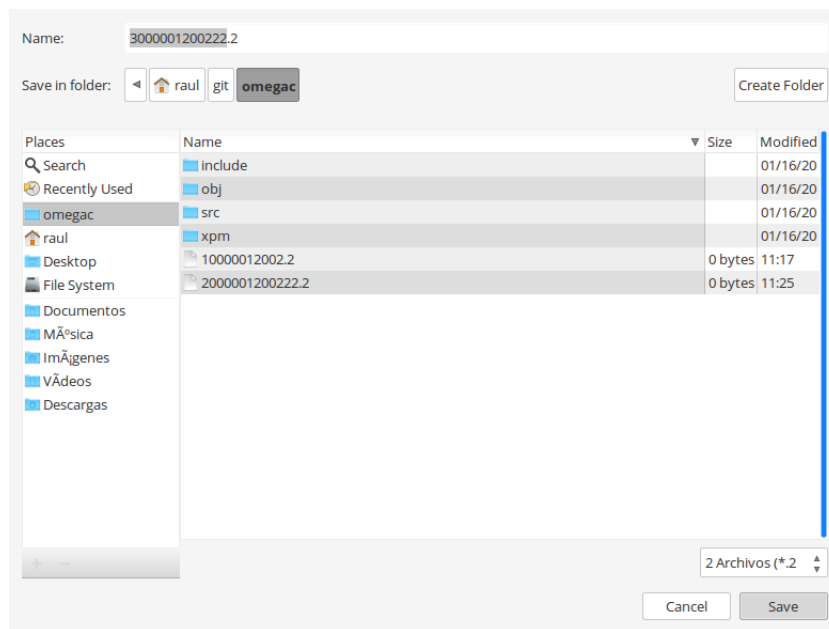 Name: 3000001200222.2
Save in folder: raul git omegac Create Folder
Places Name Size Modified
Search include 01/16/20
Recently Used obj 01/16/20
omegac src 01/16/20
raul xpm 01/16/20
Desktop 10000012002.2 0 bytes 11:17
File System 2000001200222.2 0 bytes 11:25
Documentos
MÃºsica
ImÃ¡genes
VÃdeos
Descargas
2 Archivos (*.2
Cancel Save